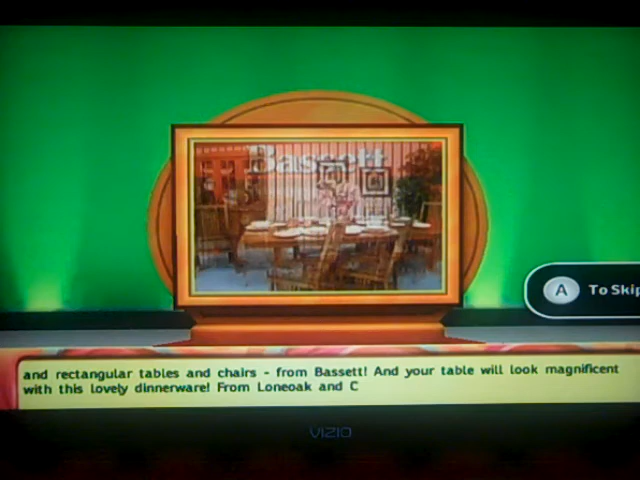 Bassett
A To Skip
and rectangular tables and chairs - from Bassett! And your table will look magnificent
with this lovely dinnerware! From Loneoak and C
VIZIO